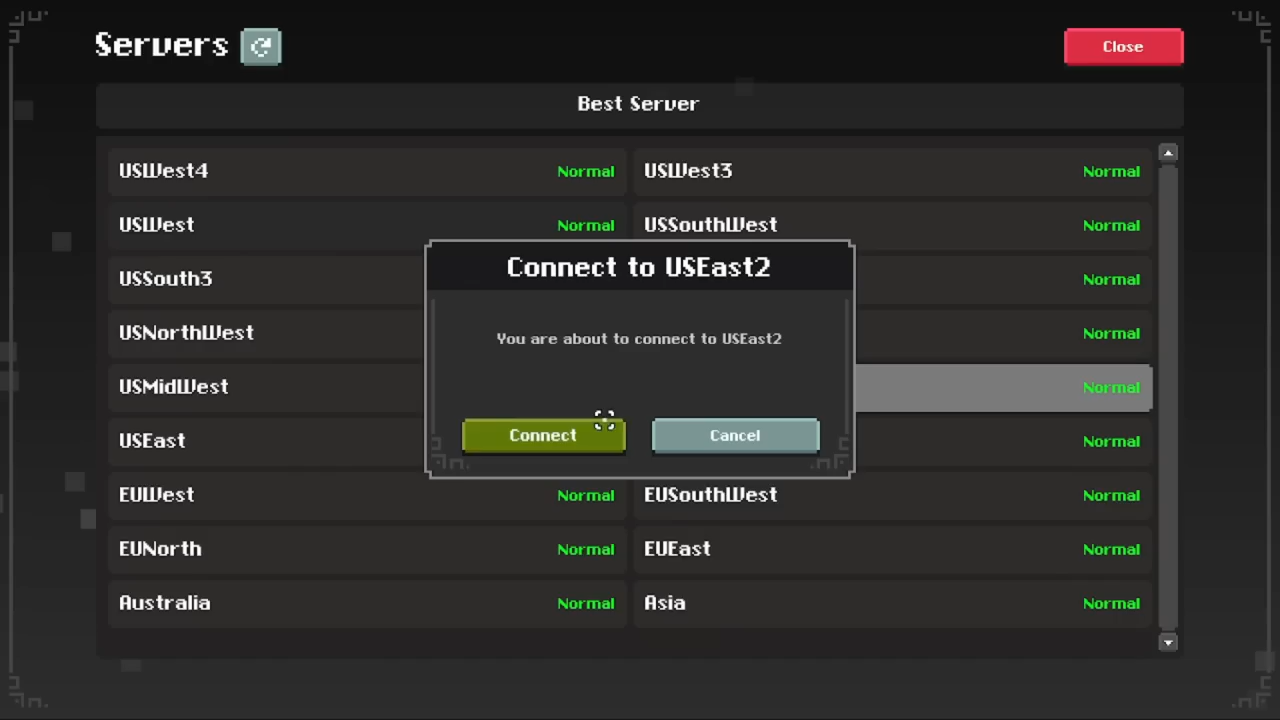 Servers
Close
Best Server
USWest4 Normal USWest3 Normal
USWest Normal USSouthWest Normal
USSouth3 Normal
USNorthWest Normal
USMidWest Normal
USEast Normal
Connect to USEast2
You are about to connect to USEast2
Connect Cancel
EUWest Normal EUSouthWest Normal
EUNorth Normal EUEast Normal
Australia Normal Asia Normal